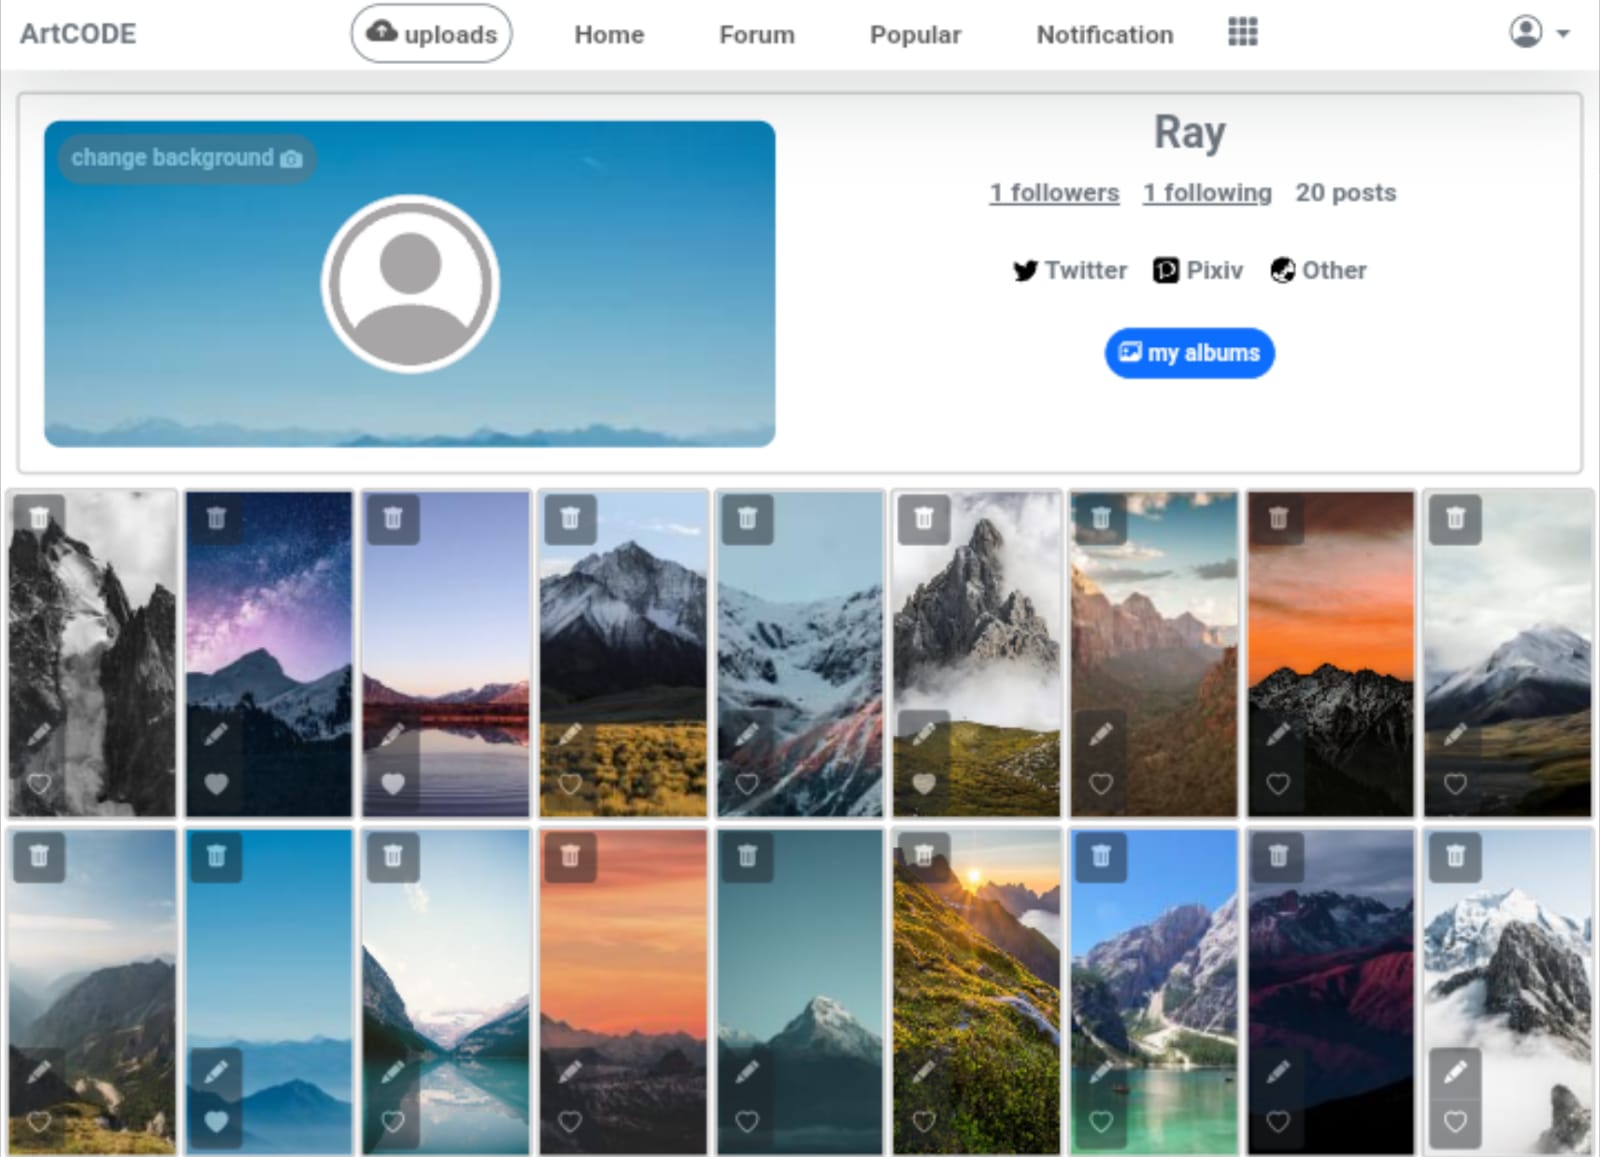 ArtCODE uploads Home Forum Popular Notification
change background
Ray
1 followers 1 following 20 posts
Twitter Pixiv Other
my albums